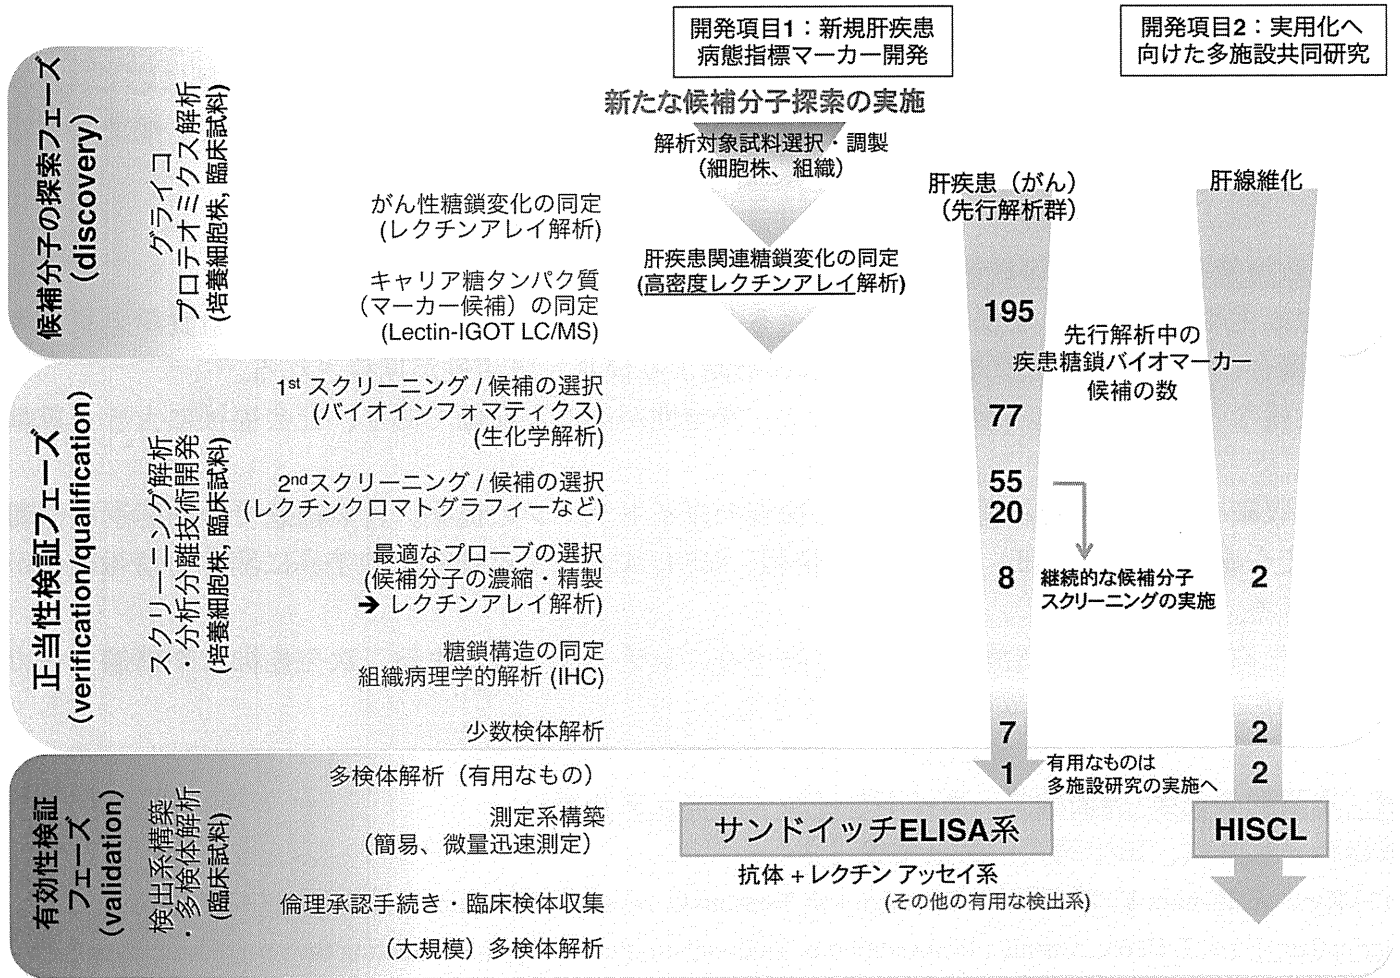 開発項目1：新規肝疾患
病態指標マーカー開発
開発項目2：実用化へ
向けた多施設共同研究
候補分子の探索フェーズ
(discovery)
グライコ
プロテオミクス解析
(培養細胞株, 臨床試料)
新たな候補分子探索の実施
解析対象試料選択・調製
（細胞株、組織）
がん性糖鎖変化の同定
(レクチンアレイ解析)
肝疾患関連糖鎖変化の同定
(高密度レクチンアレイ解析)
キャリア糖タンパク質
（マーカー候補）の同定
(Lectin-IGOT LC/MS)
肝疾患（がん）
（先行解析群）
肝線維化
195
先行解析中の
疾患糖鎖バイオマーカー
候補の数
正当性検証フェーズ
(verification/qualification)
スクリーニング解析
・分析分離技術開発
(培養細胞株, 臨床試料)
1st スクリーニング / 候補の選択
(バイオインフォマティクス)
(生化学解析)
77
2ndスクリーニング / 候補の選択
(レクチンクロマトグラフィーなど)
55
20
最適なプローブの選択
(候補分子の濃縮・精製
➔ レクチンアレイ解析)
8
継続的な候補分子
スクリーニングの実施
2
糖鎖構造の同定
組織病理学的解析 (IHC)
少数検体解析
7
2
有効性検証
フェーズ
(validation)
検出系構築
・多検体解析
(臨床試料)
多検体解析（有用なもの）
1
有用なものは
多施設研究の実施へ
2
測定系構築
（簡易、微量迅速測定）
サンドイッチELISA系
HISCL
抗体 + レクチン アッセイ系
(その他の有用な検出系)
倫理承認手続き・臨床検体収集
（大規模）多検体解析